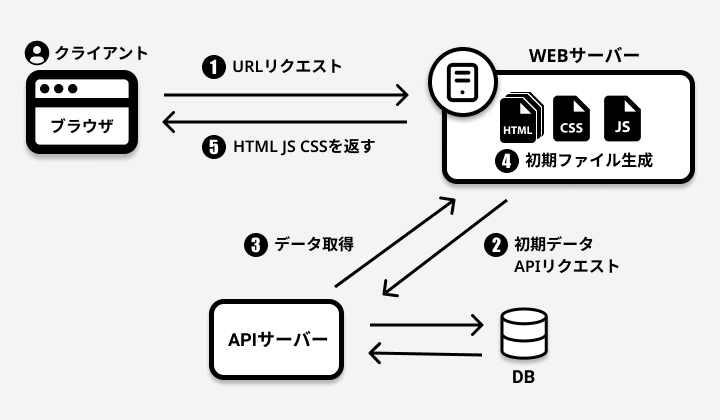 クライアント
ブラウザ
1 URLリクエスト
5 HTML JS CSSを返す
WEBサーバー
HTML
CSS
JS
4 初期ファイル生成
3 データ取得
2 初期データ
APIリクエスト
APIサーバー
DB